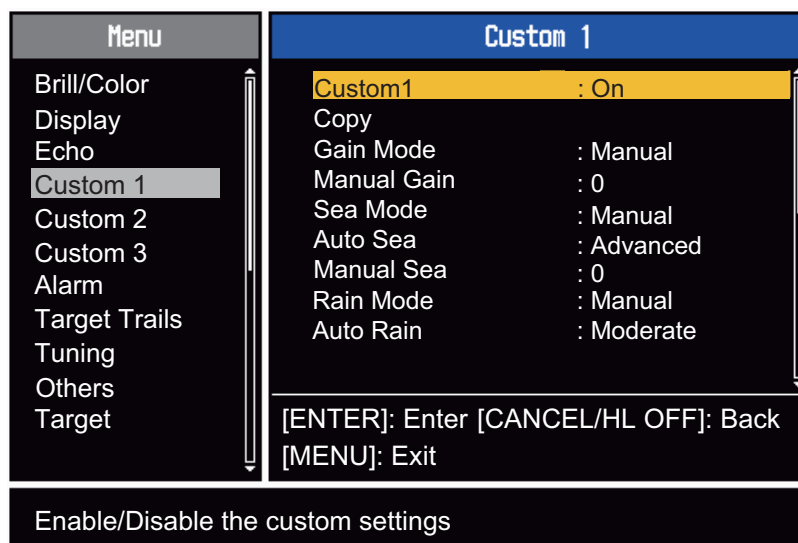 Menu
Brill/Color
Display
Echo
Custom 1
Custom 2
Custom 3
Alarm
Target Trails
Tuning
Others
Target
Custom 1
Custom1 : On
Copy
Gain Mode : Manual
Manual Gain : 0
Sea Mode : Manual
Auto Sea : Advanced
Manual Sea : 0
Rain Mode : Manual
Auto Rain : Moderate
[ENTER]: Enter [CANCEL/HL OFF]: Back
[MENU]: Exit
Enable/Disable the custom settings